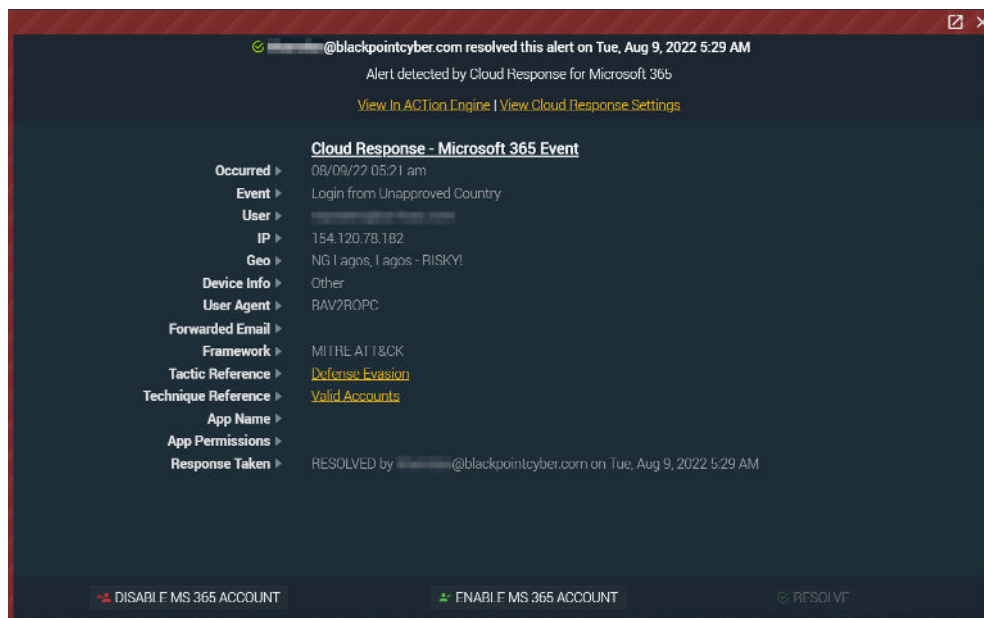 @blackpointcyber.com resolved this alert on Tue, Aug 9, 2022 5:29 AM
Alert detected by Cloud Response for Microsoft 365
View In ACTion Engine | View Cloud Response Settings
Cloud Response - Microsoft 365 Event
Occurred 08/09/22 05:21 am
Event Login from Unapproved Country
User
IP 154.120.78.182
Geo NG Lagos, Lagos - RISKY!
Device Info Other
User Agent BAV2ROPC
Forwarded Email
Framework MITRE ATT&CK
Tactic Reference Defense Evasion
Technique Reference Valid Accounts
App Name
App Permissions
Response Taken RESOLVED by @blackpointcyber.com on Tue, Aug 9, 2022 5:29 AM
DISABLE MS 365 ACCOUNT ENABLE MS 365 ACCOUNT RESOLVE